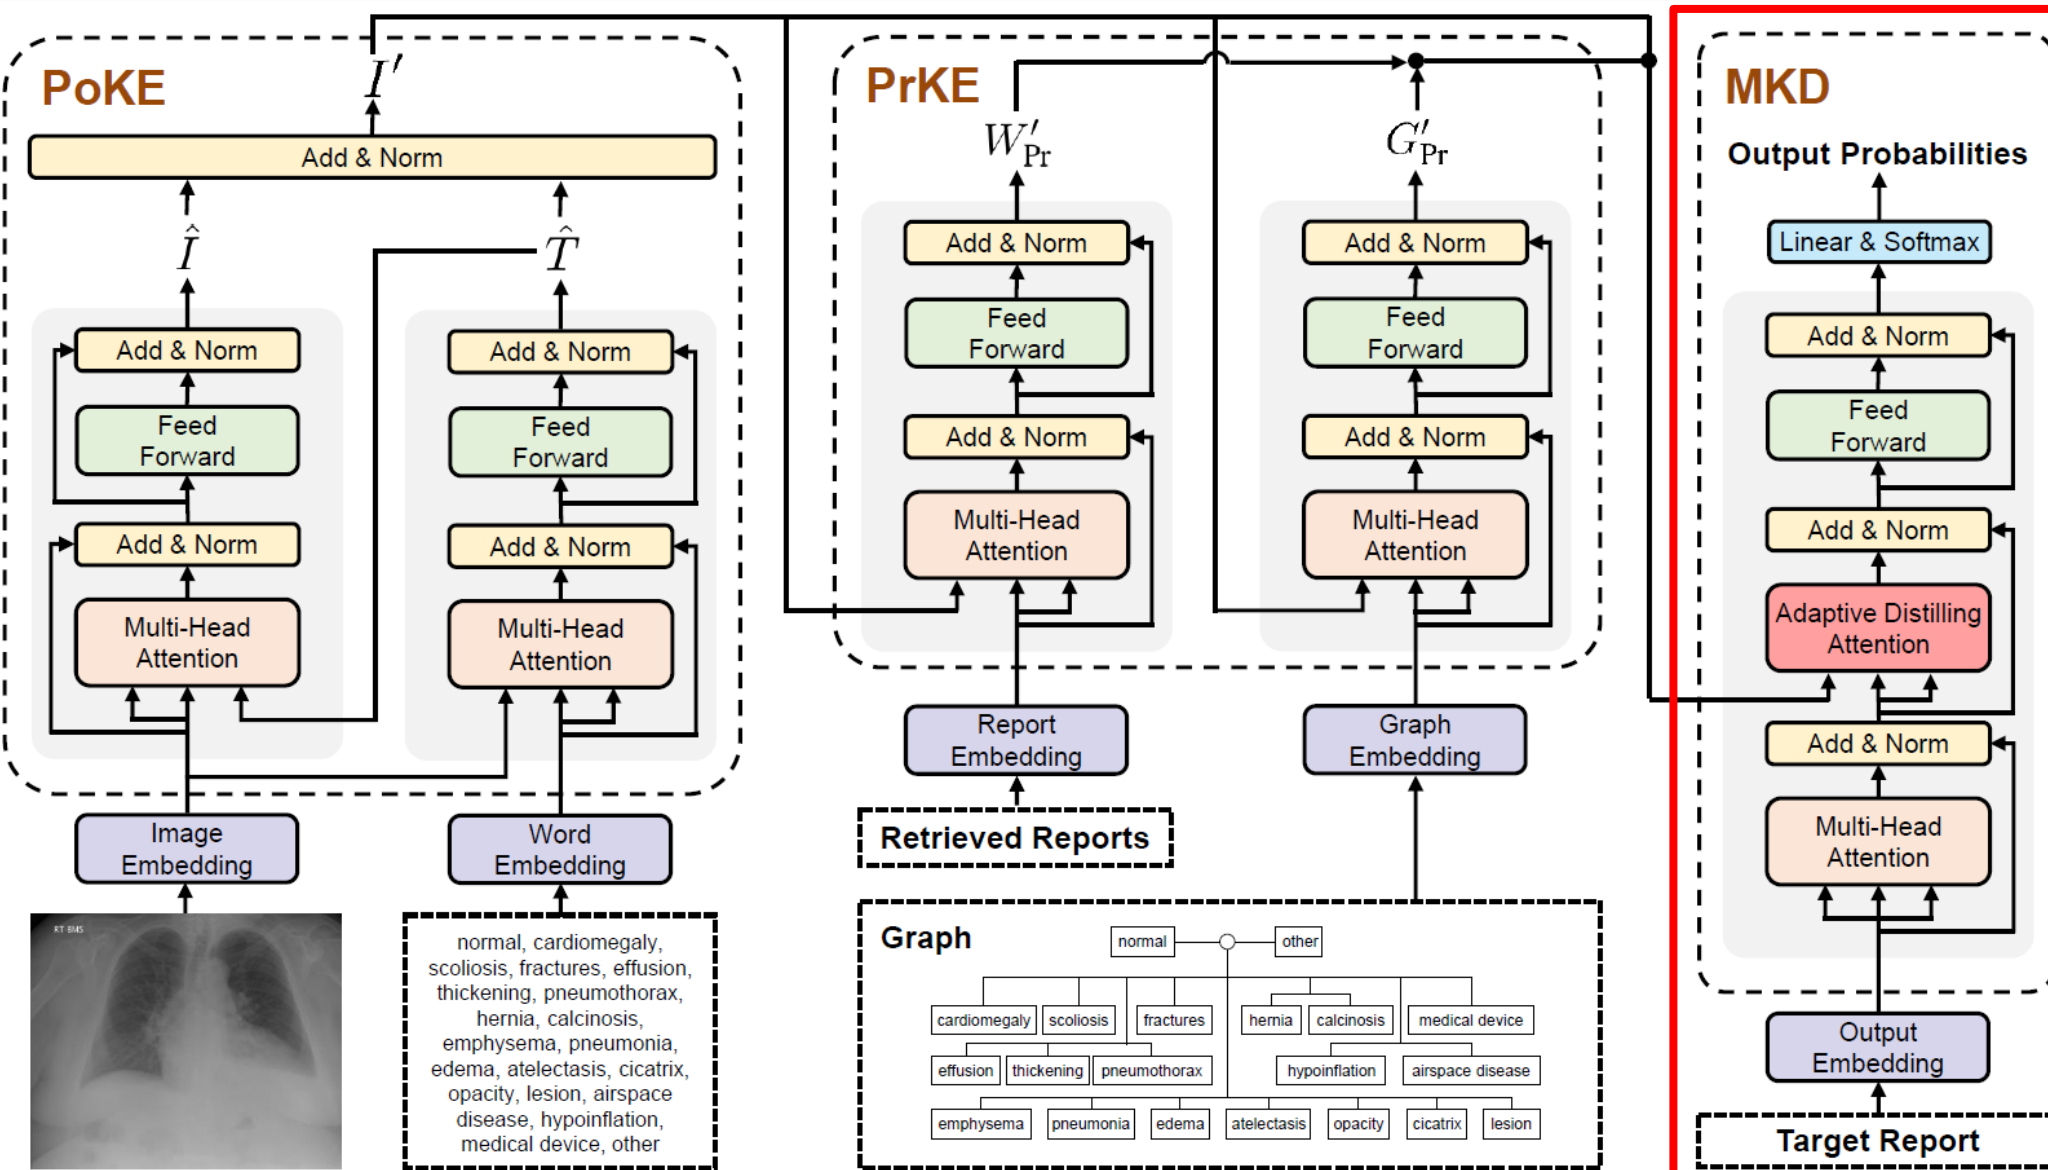 PoKE
I′
Add & Norm
Î
T̂
Add & Norm
Feed
Forward
Add & Norm
Multi-Head
Attention
Image
Embedding
RT BMS
Add & Norm
Feed
Forward
Add & Norm
Multi-Head
Attention
Word
Embedding
normal, cardiomegaly,
scoliosis, fractures, effusion,
thickening, pneumothorax,
hernia, calcinosis,
emphysema, pneumonia,
edema, atelectasis, cicatrix,
opacity, lesion, airspace
disease, hypoinflation,
medical device, other
PrKE
W′Pr
G′Pr
Add & Norm
Feed
Forward
Add & Norm
Multi-Head
Attention
Report
Embedding
Retrieved Reports
Add & Norm
Feed
Forward
Add & Norm
Multi-Head
Attention
Graph
Embedding
Graph
normal other
cardiomegaly scoliosis fractures hernia calcinosis medical device
effusion thickening pneumothorax hypoinflation airspace disease
emphysema pneumonia edema atelectasis opacity cicatrix lesion
MKD
Output Probabilities
Linear & Softmax
Add & Norm
Feed
Forward
Add & Norm
Adaptive Distilling
Attention
Add & Norm
Multi-Head
Attention
Output
Embedding
Target Report